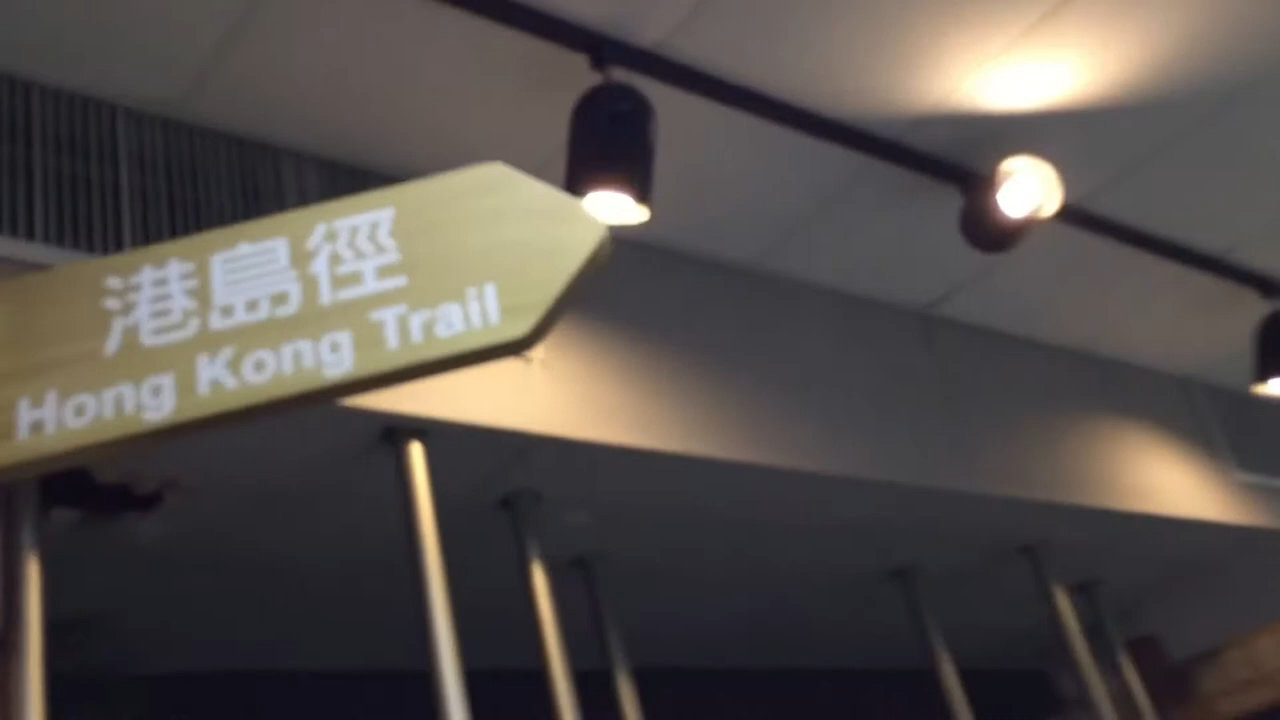 港島徑
Hong Kong Trail